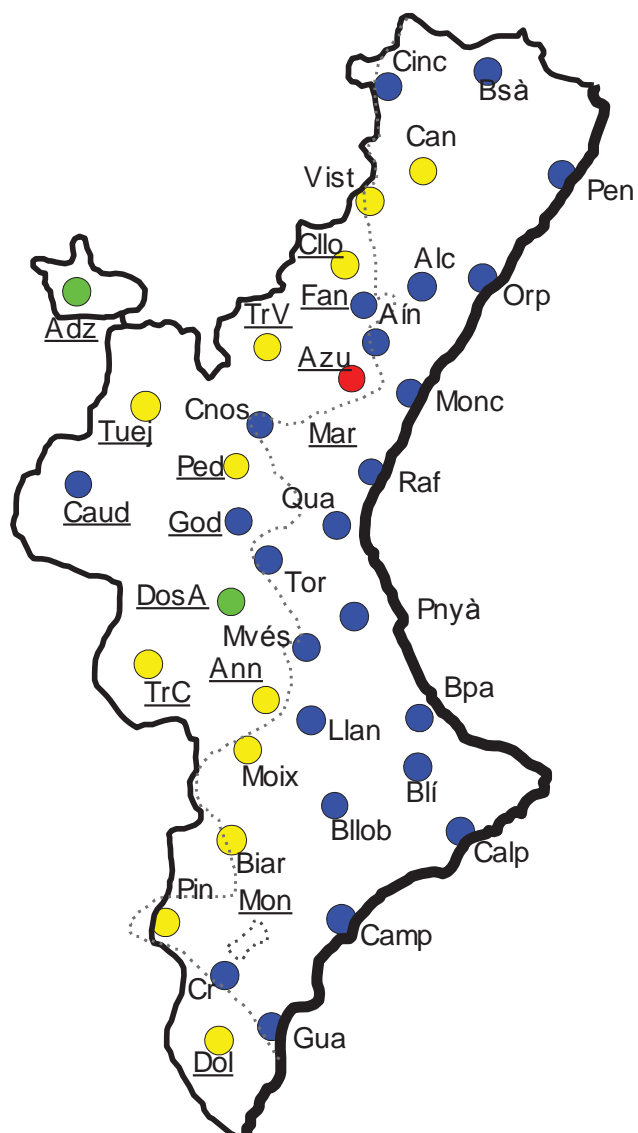 Cinc
Bsà
Can
Vist
Pen
Cllo
Alc
Fan
Orp
Adz
TrV
Aín
Azu
Monc
Tuej
Cnos
Mar
Ped
Raf
Caud
Qua
God
Tor
DosA
Pnyà
Mvés
Ann
TrC
Bpa
Llan
Moix
Blí
Bllob
Calp
Biar
Pin
Mon
Camp
Cr
Gua
Dol